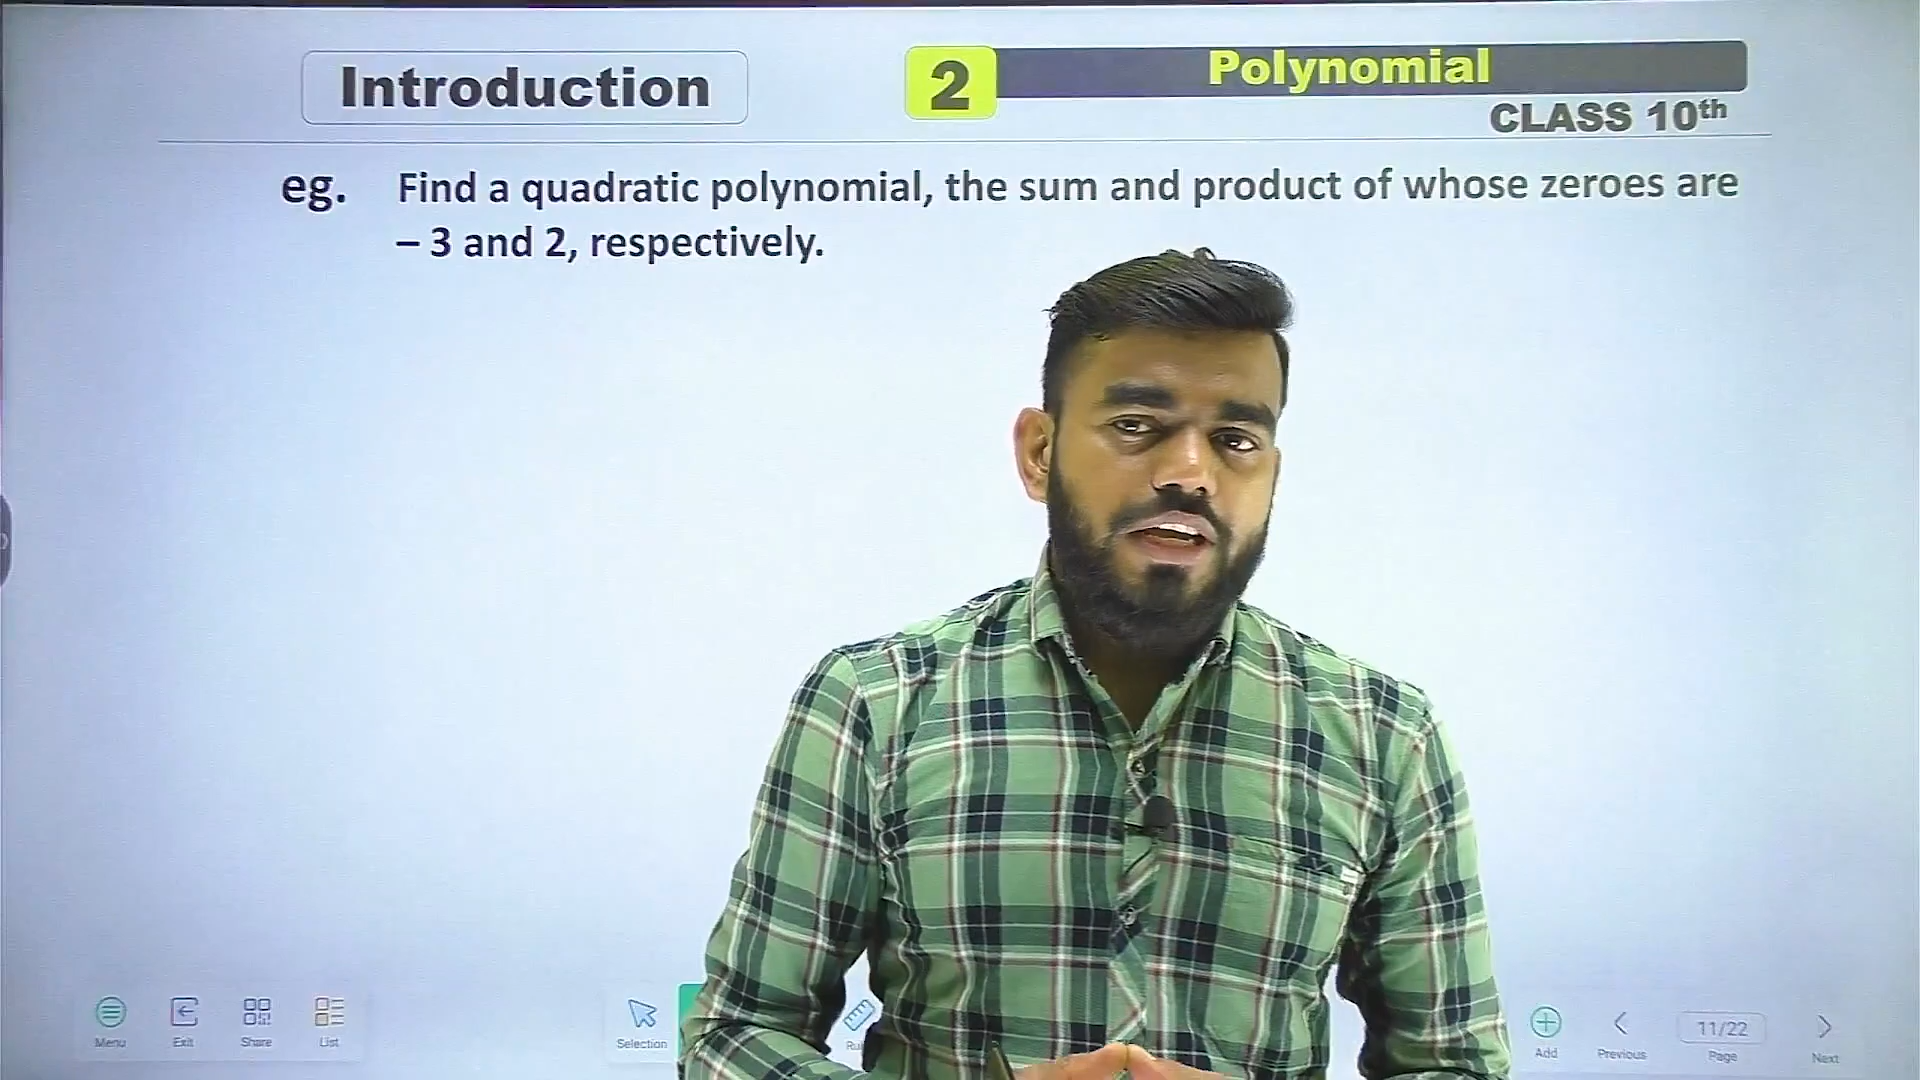 Introduction
2
Polynomial
CLASS 10th
eg. Find a quadratic polynomial, the sum and product of whose zeroes are
– 3 and 2, respectively.
Menu
Exit
Share
List
Selection
Add
Previous
11/22
Page
Next